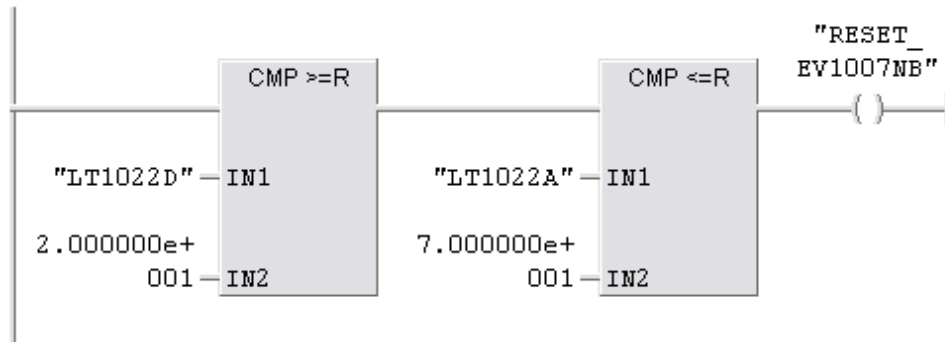 "RESET_
EV1007NB"
CMP >=R
CMP <=R
"LT1022D"
IN1
"LT1022A"
IN1
2.000000e+
001
IN2
7.000000e+
001
IN2